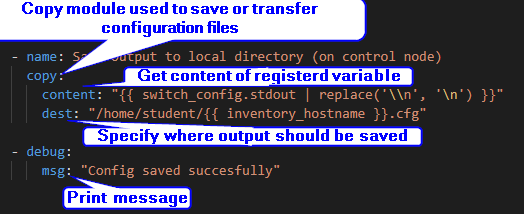 Copy module used to save or transfer
configuration files
- name: Sa output to local directory (on control node)
copy:
Get content of registerd variable
content: "{{ switch_config.stdout | replace('\\n', '\n') }}"
dest: "/home/student/{{ inventory_hostname }}.cfg"
Specify where output should be saved
- debug:
msg: "Config saved succesfully"
Print message